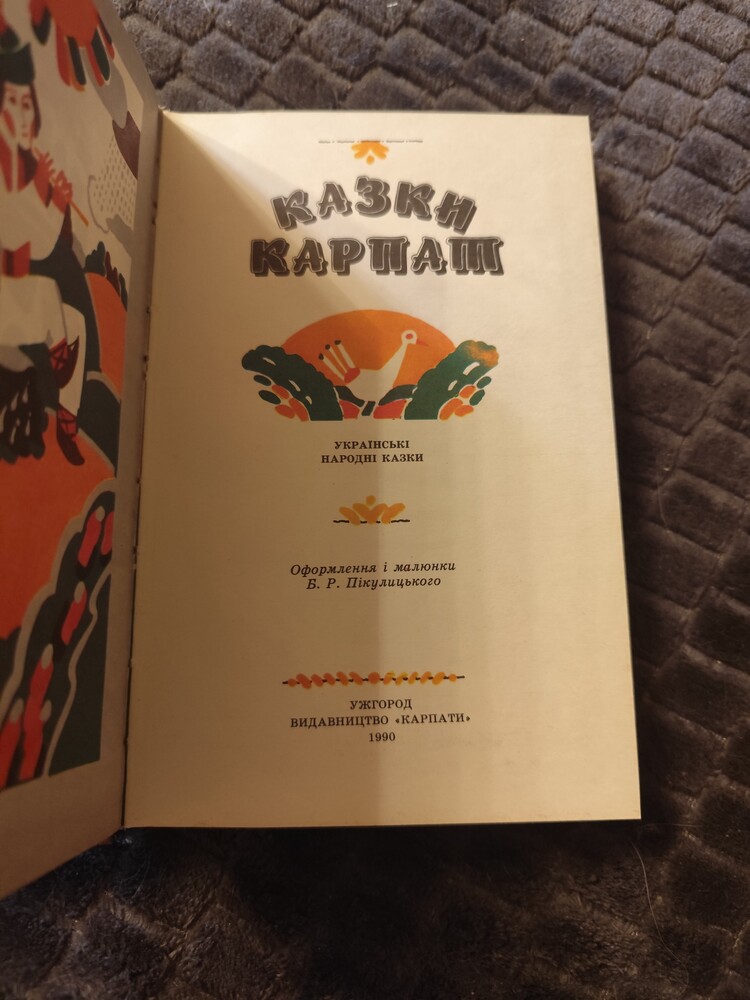 КАЗКИ
КАРПАТ
УКРАЇНСЬКІ
НАРОДНІ КАЗКИ
Оформлення і малюнки
Б. Р. Пікулицького
УЖГОРОД
ВИДАВНИЦТВО «КАРПАТИ»
1990